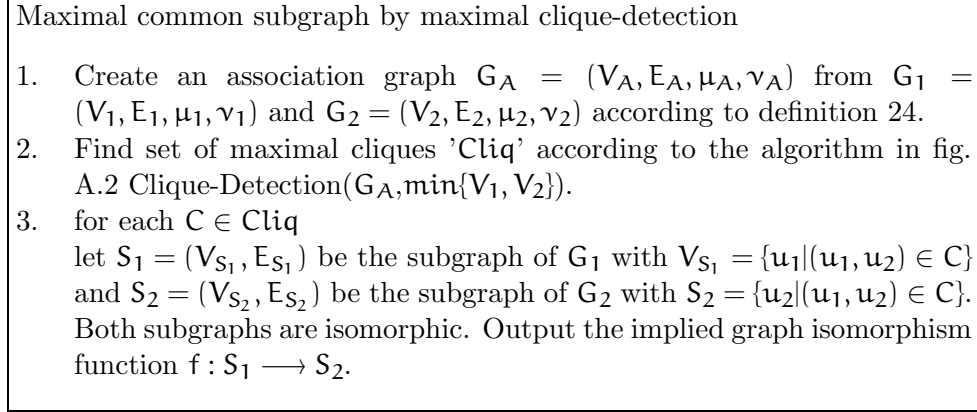 Maximal common subgraph by maximal clique-detection
1. Create an association graph G_A = (V_A, E_A, μ_A, ν_A) from G_1 =
(V_1, E_1, μ_1, ν_1) and G_2 = (V_2, E_2, μ_2, ν_2) according to definition 24.
2. Find set of maximal cliques 'Cliq' according to the algorithm in fig.
A.2 Clique-Detection(G_A,min{V_1, V_2}).
3. for each C ∈ Cliq
let S_1 = (V_{S_1}, E_{S_1}) be the subgraph of G_1 with V_{S_1} = {u_1|(u_1, u_2) ∈ C}
and S_2 = (V_{S_2}, E_{S_2}) be the subgraph of G_2 with S_2 = {u_2|(u_1, u_2) ∈ C}.
Both subgraphs are isomorphic. Output the implied graph isomorphism
function f : S_1 ⟶ S_2.